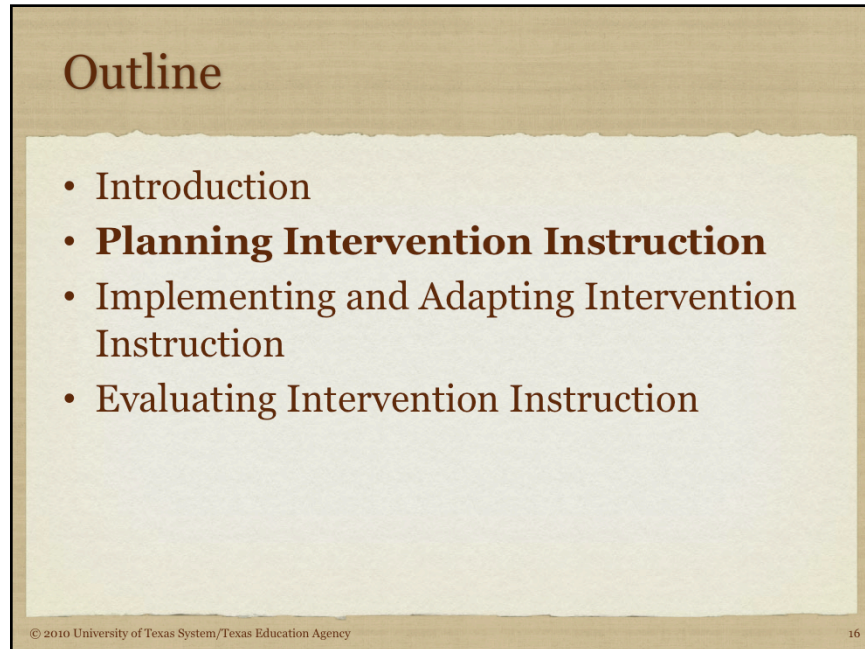 Outline
• Introduction
• Planning Intervention Instruction
• Implementing and Adapting Intervention
Instruction
• Evaluating Intervention Instruction
© 2010 University of Texas System/Texas Education Agency
16